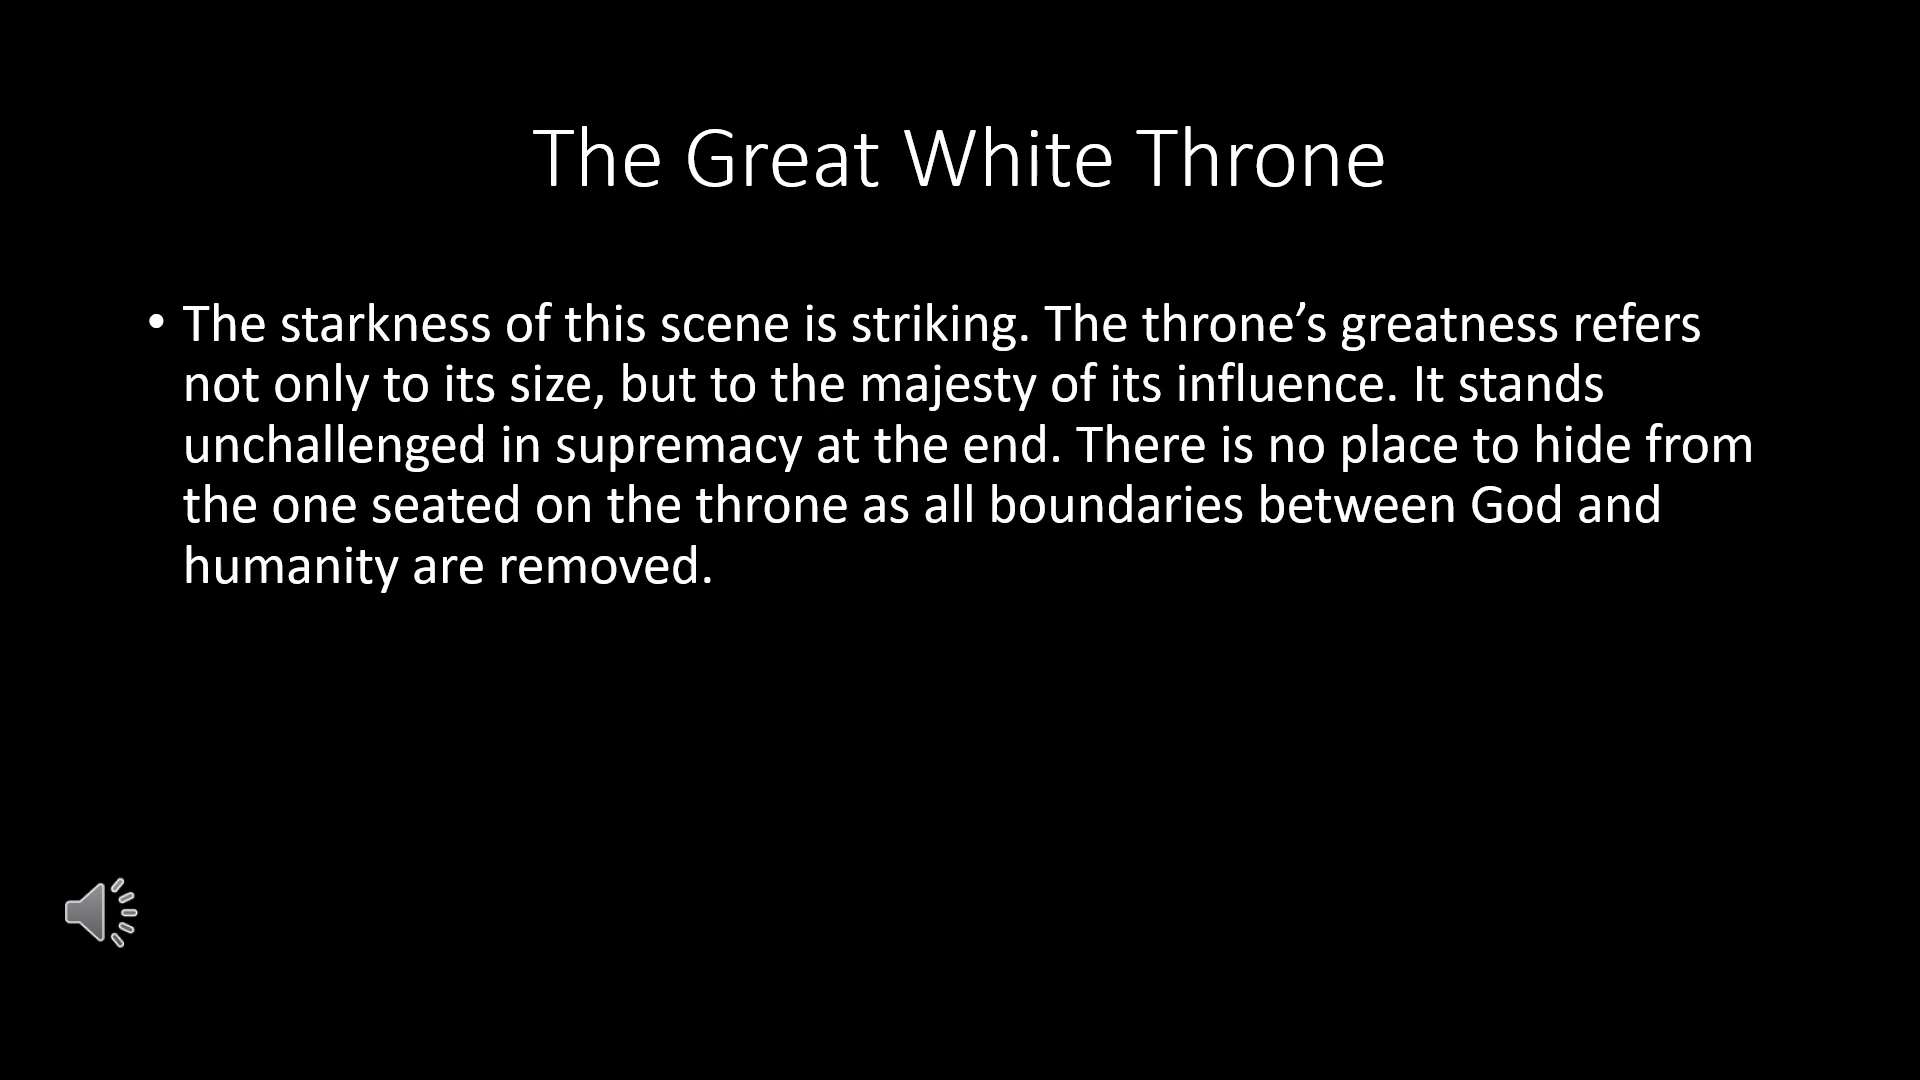 The Great White Throne
• The starkness of this scene is striking. The throne’s greatness refers
not only to its size, but to the majesty of its influence. It stands
unchallenged in supremacy at the end. There is no place to hide from
the one seated on the throne as all boundaries between God and
humanity are removed.